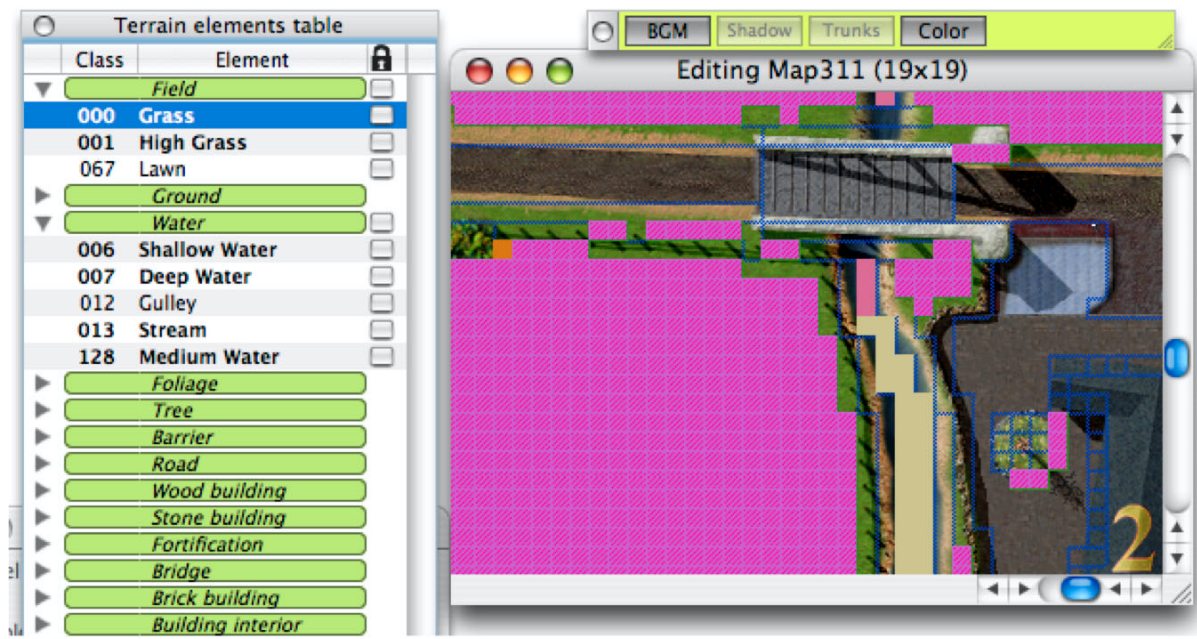 Terrain elements table
Class Element
Field
000 Grass
001 High Grass
067 Lawn
Ground
Water
006 Shallow Water
007 Deep Water
012 Gulley
013 Stream
128 Medium Water
Foliage
Tree
Barrier
Road
Wood building
Stone building
Fortification
Bridge
Brick building
Building interior
BGM Shadow Trunks Color
Editing Map311 (19x19)
2